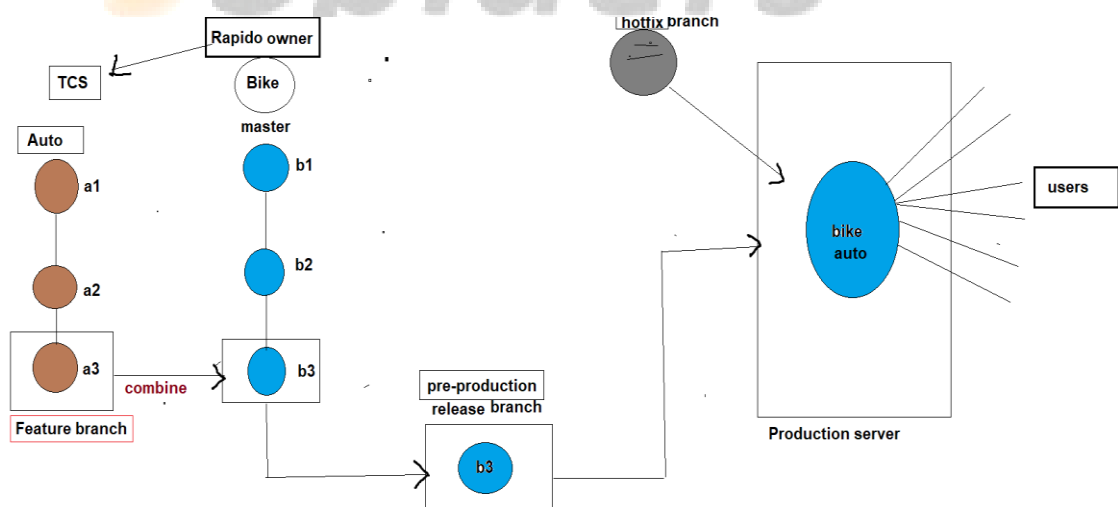 hotfix branch
Rapido owner
TCS
Bike
master
Auto
b1
a1
users
bike
auto
b2
a2
a3
combine
b3
pre-production
release branch
Feature branch
Production server
b3